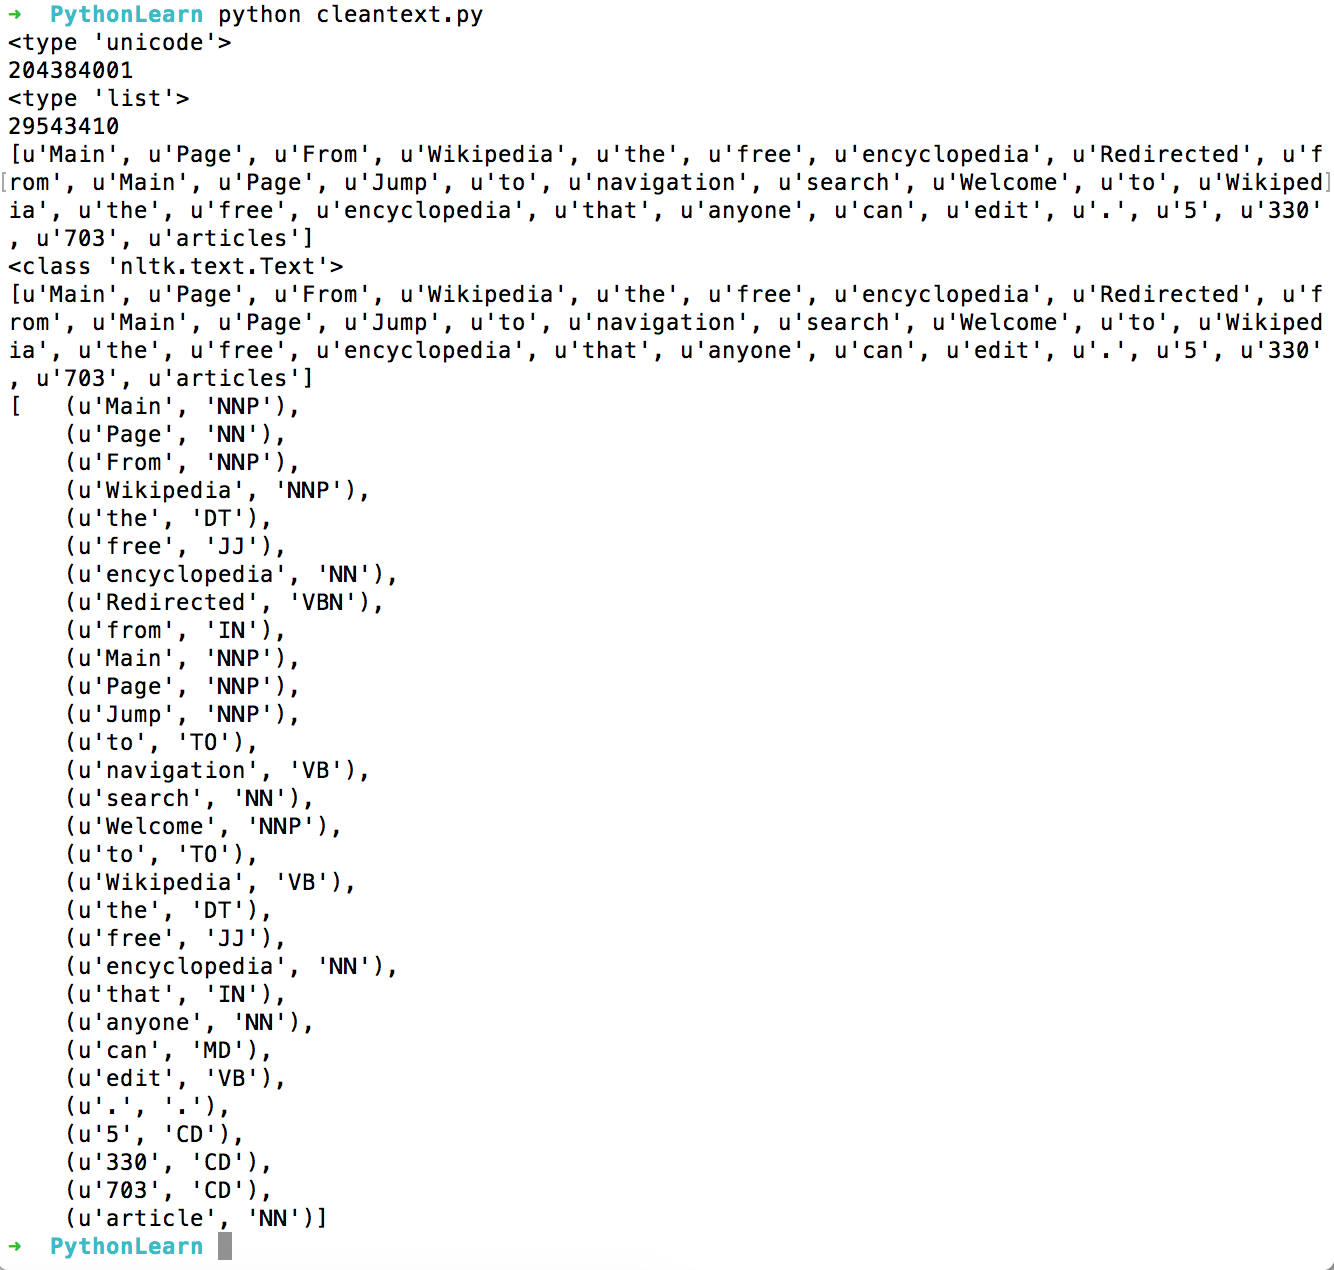 ➜  PythonLearn python cleantext.py
<type 'unicode'>
204384001
<type 'list'>
29543410
[u'Main', u'Page', u'From', u'Wikipedia', u'the', u'free', u'encyclopedia', u'Redirected', u'f
rom', u'Main', u'Page', u'Jump', u'to', u'navigation', u'search', u'Welcome', u'to', u'Wikiped
ia', u'the', u'free', u'encyclopedia', u'that', u'anyone', u'can', u'edit', u'.', u'5', u'330'
, u'703', u'articles']
<class 'nltk.text.Text'>
[u'Main', u'Page', u'From', u'Wikipedia', u'the', u'free', u'encyclopedia', u'Redirected', u'f
rom', u'Main', u'Page', u'Jump', u'to', u'navigation', u'search', u'Welcome', u'to', u'Wikiped
ia', u'the', u'free', u'encyclopedia', u'that', u'anyone', u'can', u'edit', u'.', u'5', u'330'
, u'703', u'articles']
[   (u'Main', 'NNP'),
    (u'Page', 'NN'),
    (u'From', 'NNP'),
    (u'Wikipedia', 'NNP'),
    (u'the', 'DT'),
    (u'free', 'JJ'),
    (u'encyclopedia', 'NN'),
    (u'Redirected', 'VBN'),
    (u'from', 'IN'),
    (u'Main', 'NNP'),
    (u'Page', 'NNP'),
    (u'Jump', 'NNP'),
    (u'to', 'TO'),
    (u'navigation', 'VB'),
    (u'search', 'NN'),
    (u'Welcome', 'NNP'),
    (u'to', 'TO'),
    (u'Wikipedia', 'VB'),
    (u'the', 'DT'),
    (u'free', 'JJ'),
    (u'encyclopedia', 'NN'),
    (u'that', 'IN'),
    (u'anyone', 'NN'),
    (u'can', 'MD'),
    (u'edit', 'VB'),
    (u'.', '.'),
    (u'5', 'CD'),
    (u'330', 'CD'),
    (u'703', 'CD'),
    (u'article', 'NN')]
➜  PythonLearn